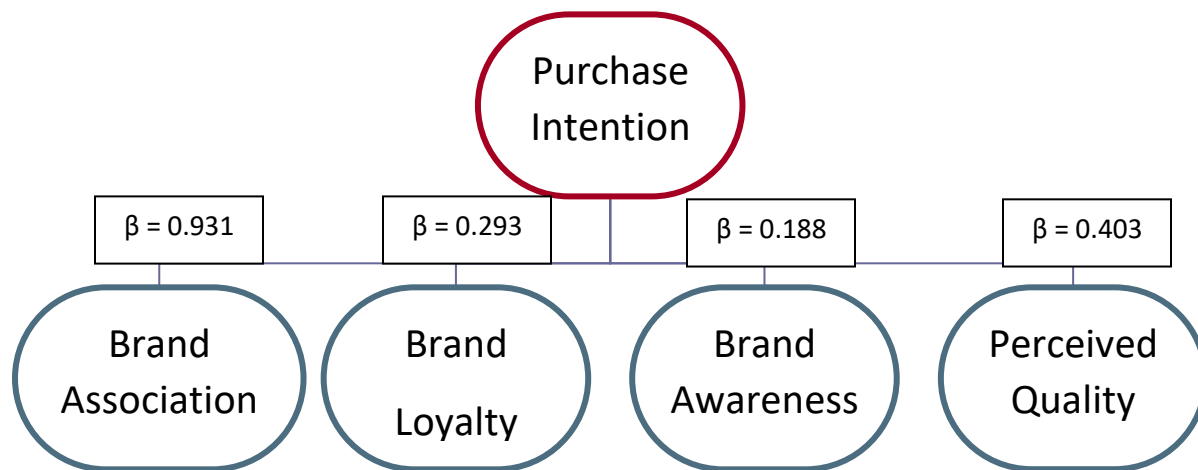 Purchase
Intention
β = 0.931
β = 0.293
β = 0.188
β = 0.403
Brand
Association
Brand
Loyalty
Brand
Awareness
Perceived
Quality